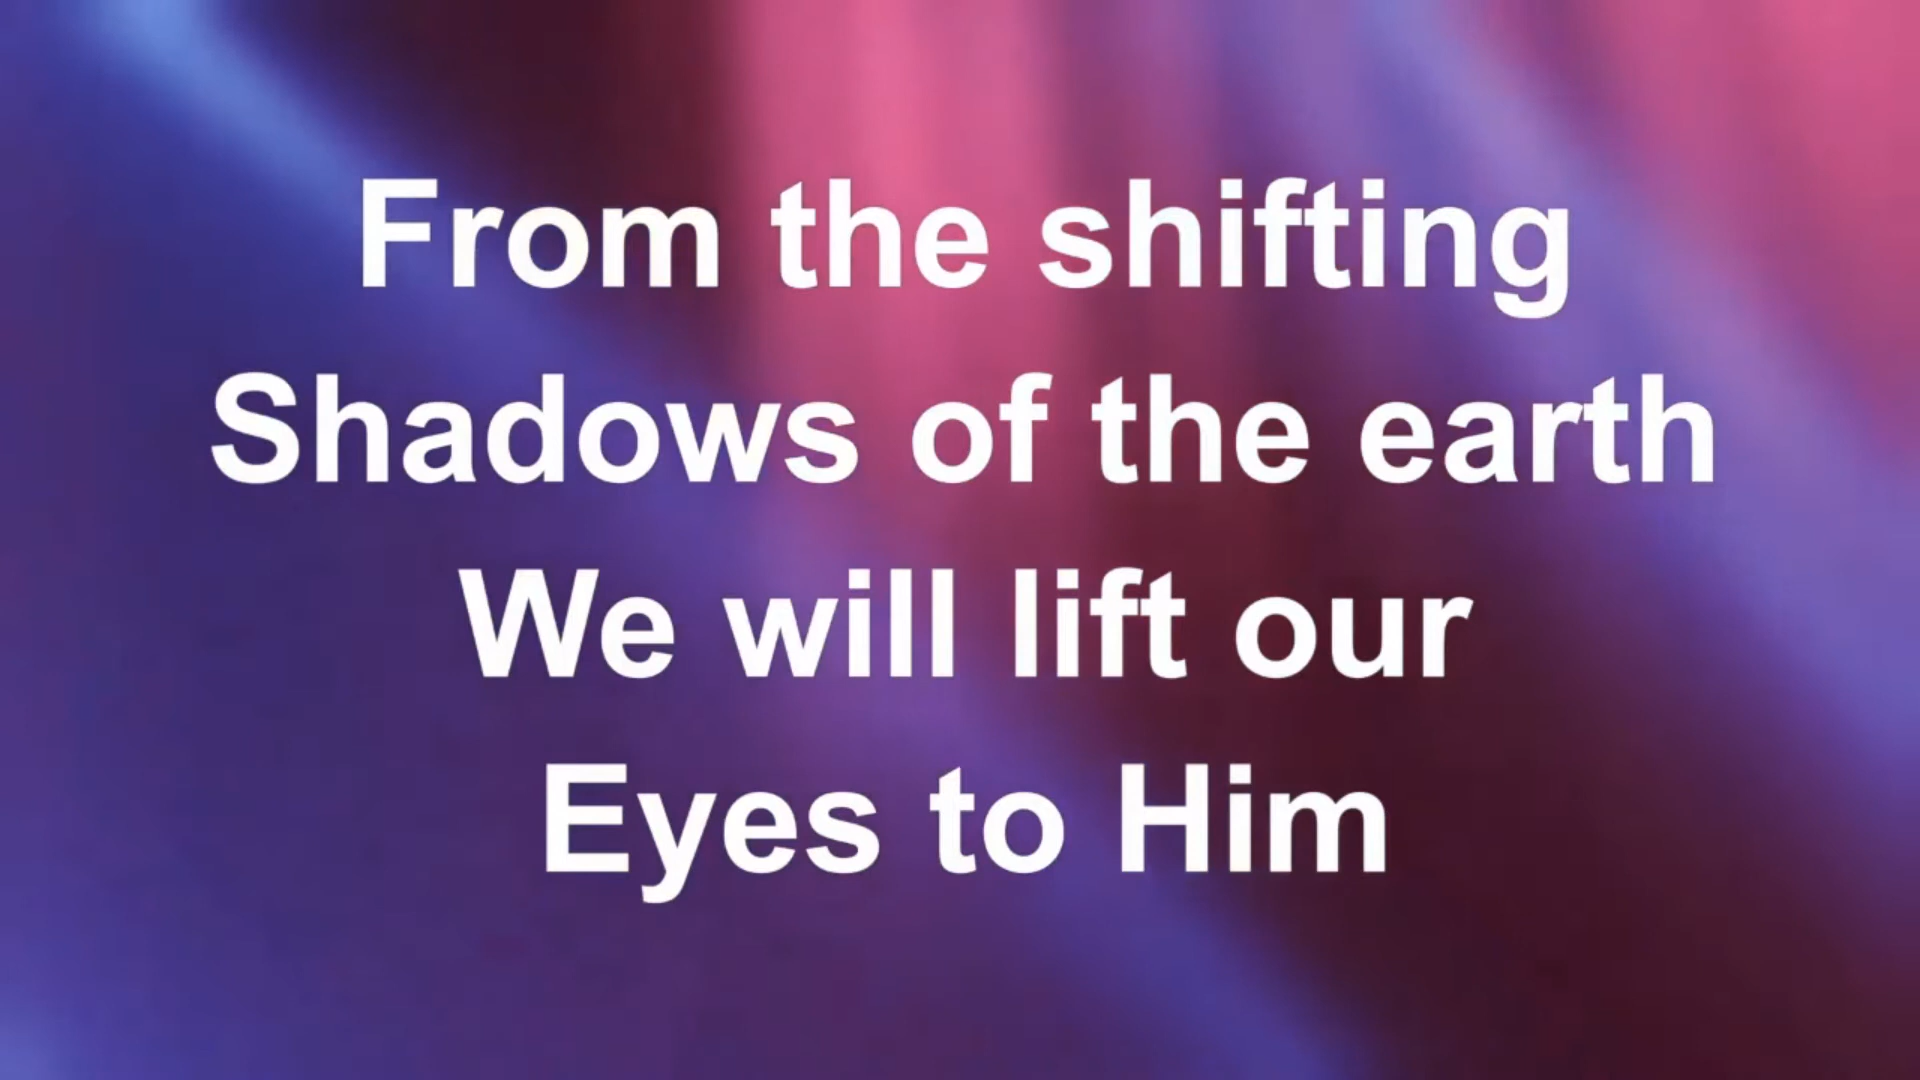 From the shifting
Shadows of the earth
We will lift our
Eyes to Him